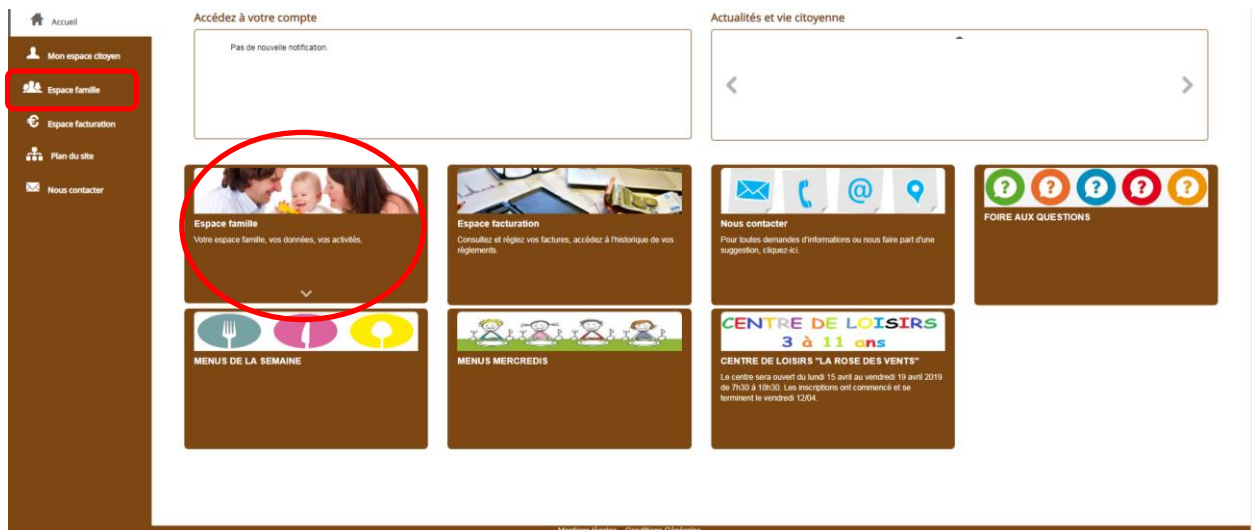 Accueil
Mon espace citoyen
Espace famille
Espace facturation
Plan du site
Nous contacter
Accédez à votre compte
Pas de nouvelle notification.
Actualités et vie citoyenne
Espace famille
Votre espace famille, vos données, vos activités.
Espace facturation
Consultez et réglez vos factures, accédez à l'historique de vos
règlements.
Nous contacter
Pour toutes demandes d'informations ou nous faire part d'une
suggestion, cliquez-ici.
? ? ? ? ?
FOIRE AUX QUESTIONS
MENUS DE LA SEMAINE
MENUS MERCREDIS
CENTRE DE LOISIRS
3 à 11 ans
CENTRE DE LOISIRS "LA ROSE DES VENTS"
Le centre sera ouvert du lundi 15 avril au vendredi 19 avril 2019
de 7h30 à 18h30. Les inscriptions ont commencé et se
terminent le vendredi 12/04.
Mentions légales - Conditions Générales